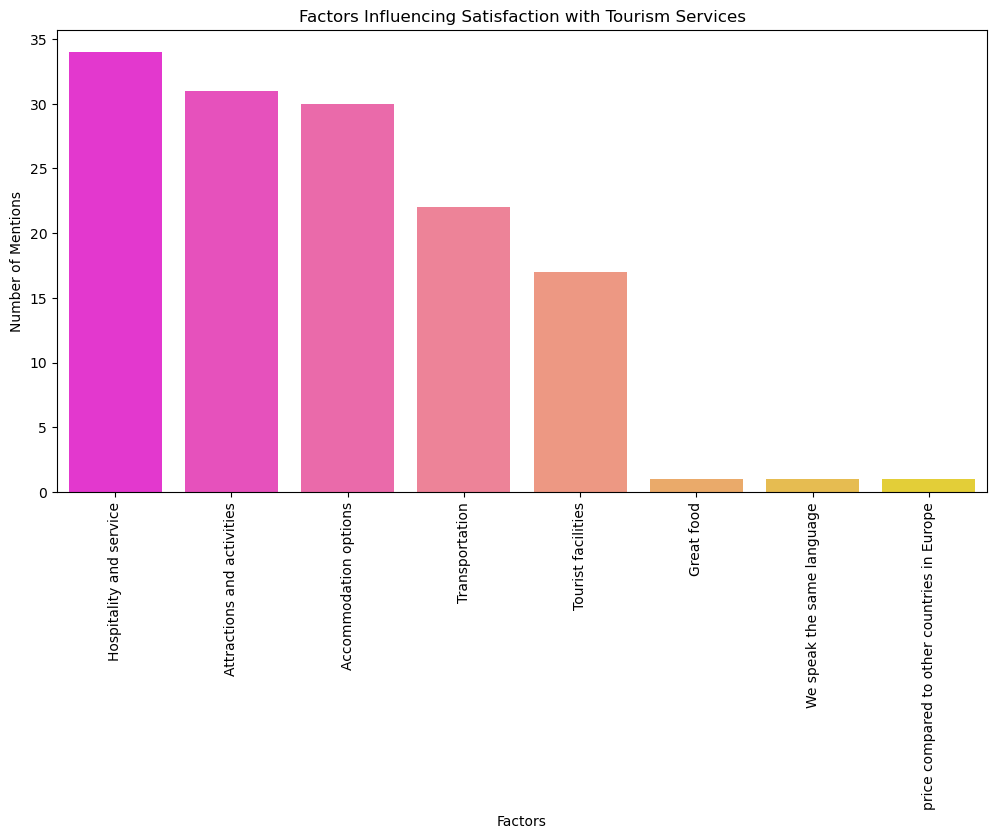 Factors Influencing Satisfaction with Tourism Services
Number of Mentions
35
30
25
20
15
10
5
0
Hospitality and service
Attractions and activities
Accommodation options
Transportation
Tourist facilities
Great food
We speak the same language
price compared to other countries in Europe
Factors